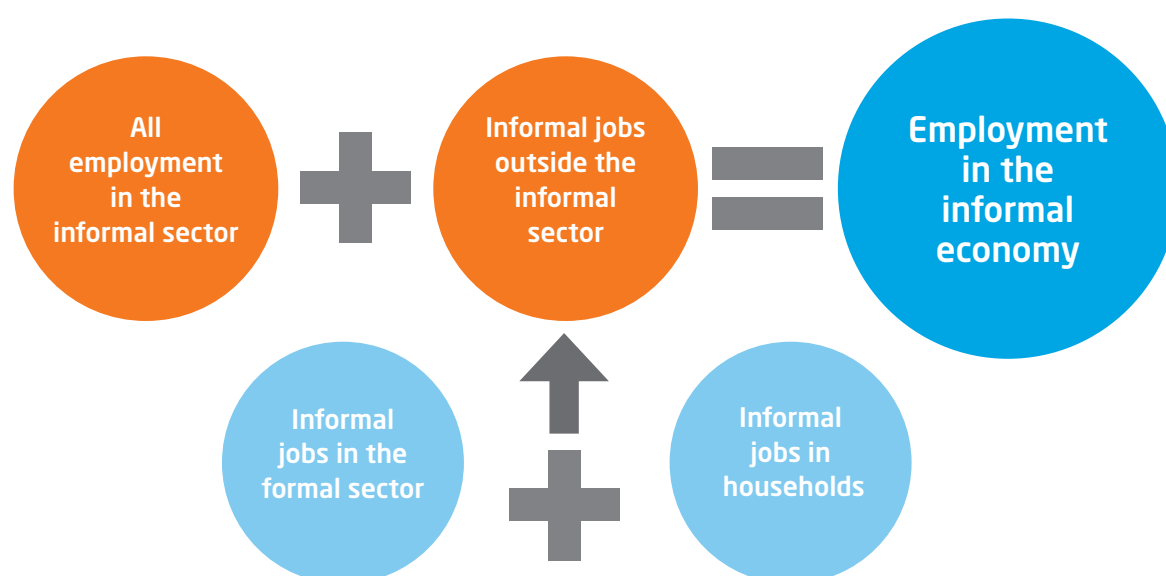 All
employment
in the
informal sector
Informal jobs
outside the
informal
sector
Employment
in the
informal
economy
Informal
jobs in the
formal sector
Informal
jobs in
households